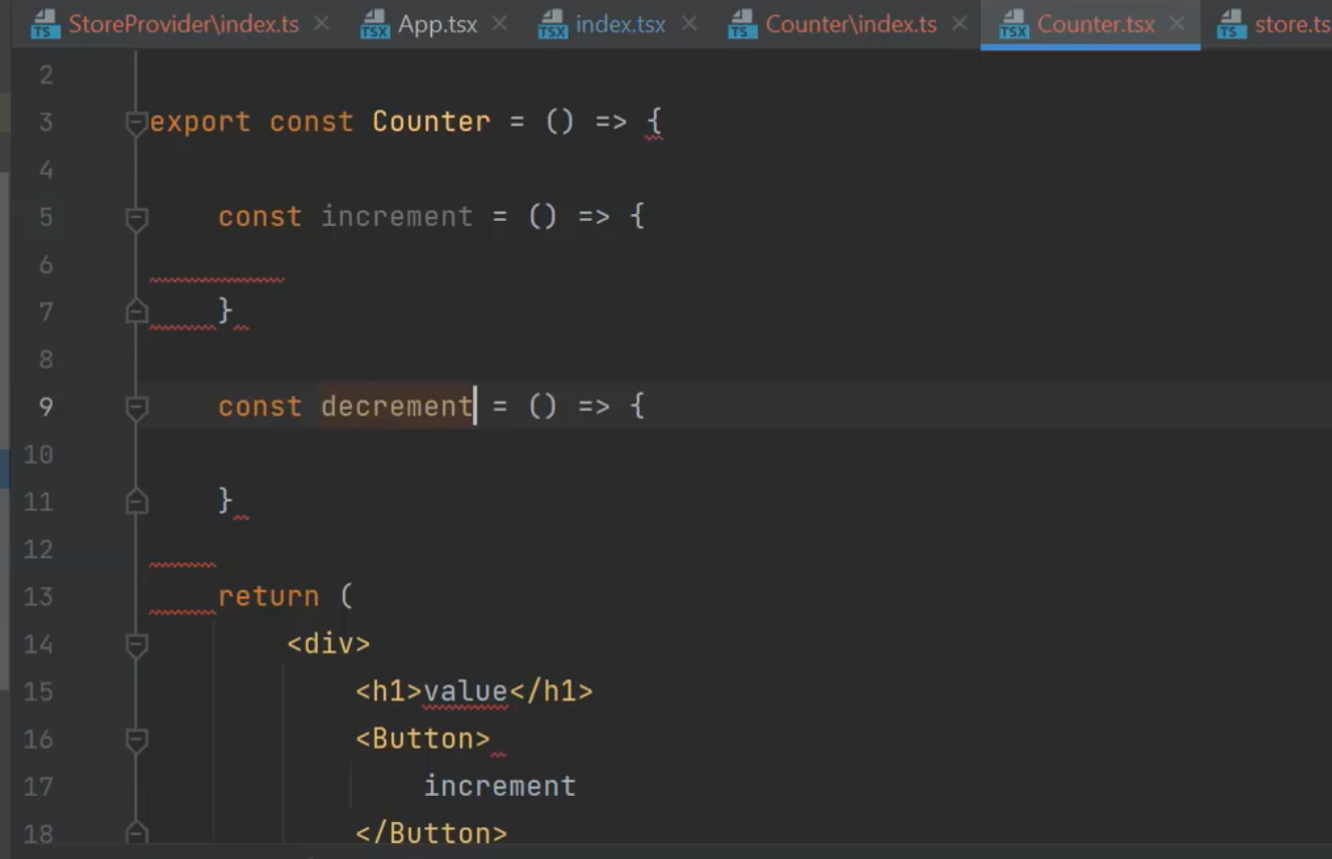 StoreProvider\index.ts App.tsx index.tsx Counter\index.ts Counter.tsx store.ts
2
3 export const Counter = () => {
4
5 const increment = () => {
6
7 }
8
9 const decrement = () => {
10
11 }
12
13 return (
14 <div>
15 <h1>value</h1>
16 <Button>
17 increment
18 </Button>